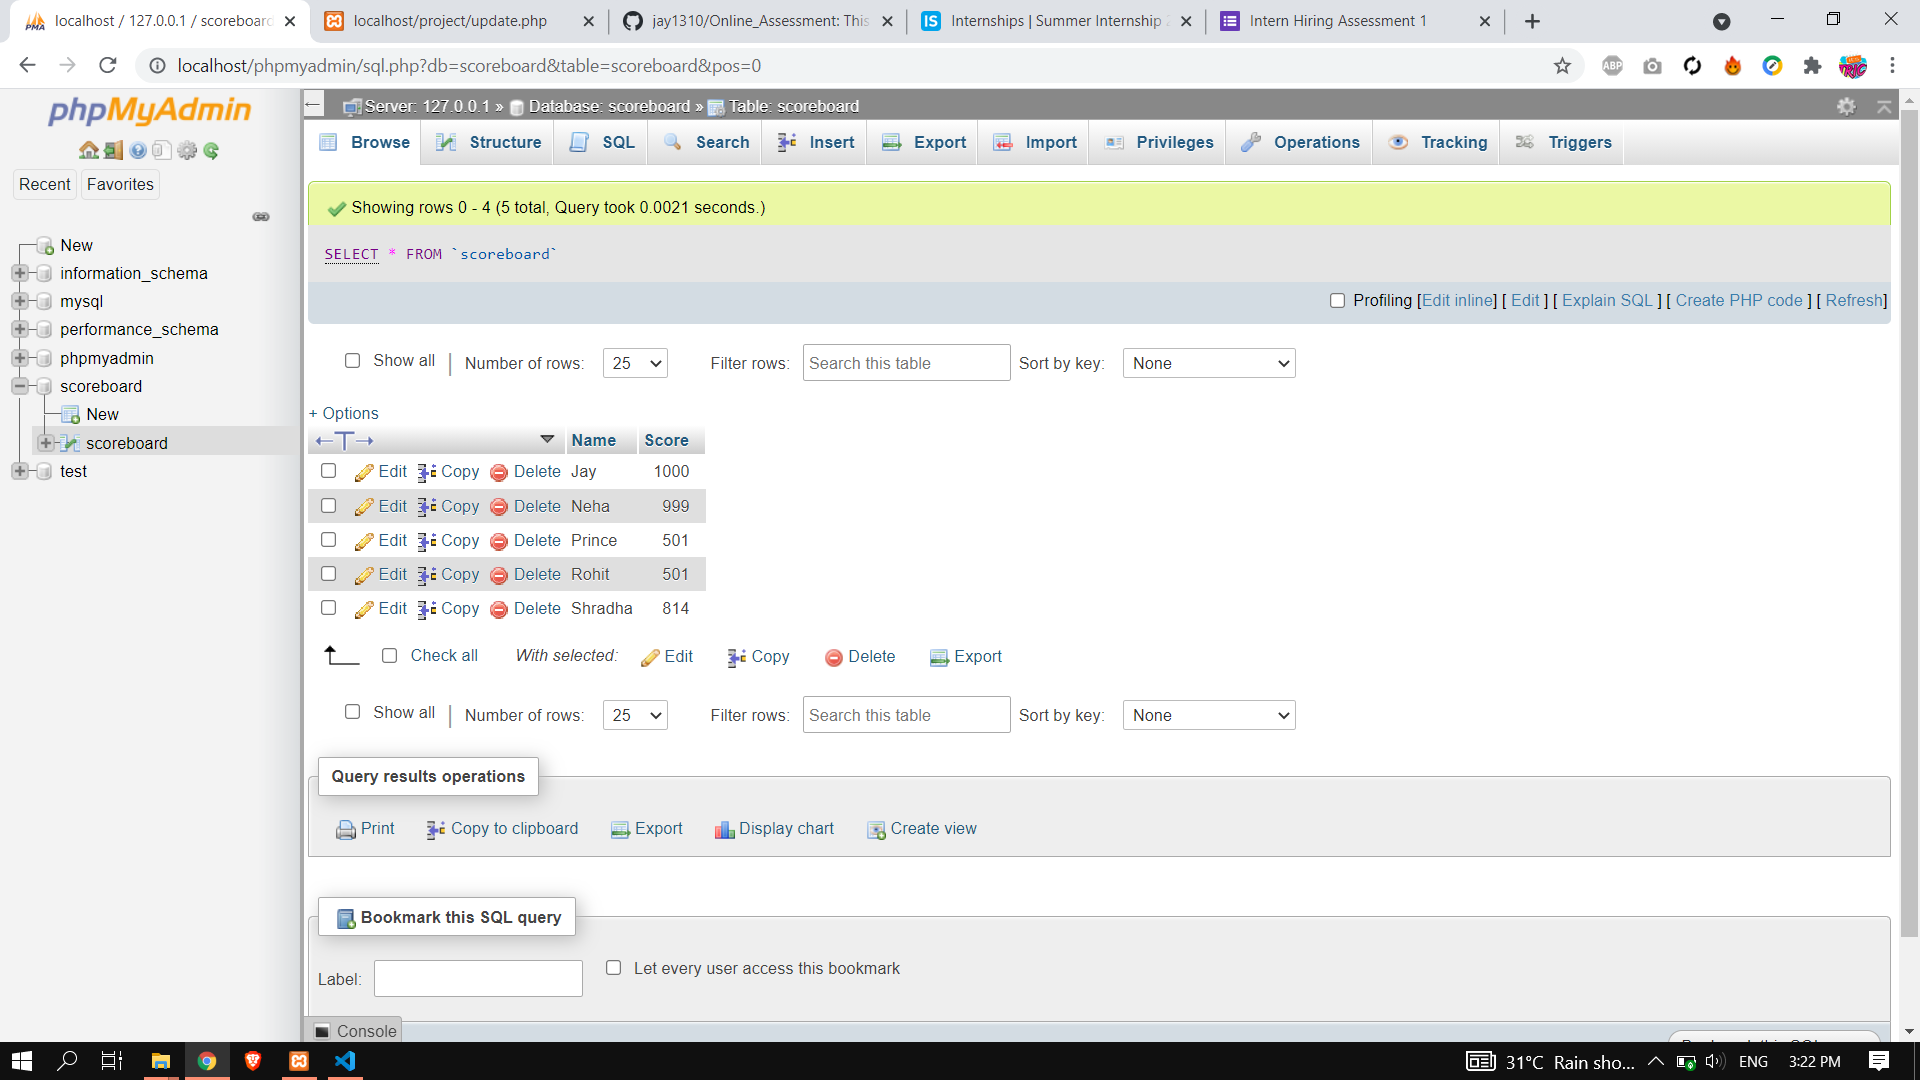 localhost / 127.0.0.1 / scoreboard
localhost/project/update.php
jay1310/Online_Assessment: This
Internships | Summer Internship 2
Intern Hiring Assessment 1
localhost/phpmyadmin/sql.php?db=scoreboard&table=scoreboard&pos=0
ABP
phpMyAdmin
Recent
Favorites
New
information_schema
mysql
performance_schema
phpmyadmin
scoreboard
New
scoreboard
test
Server: 127.0.0.1 » Database: scoreboard » Table: scoreboard
Browse Structure SQL Search Insert Export Import Privileges Operations Tracking Triggers
Showing rows 0 - 4 (5 total, Query took 0.0021 seconds.)
SELECT * FROM `scoreboard`
Profiling [Edit inline] [ Edit ] [ Explain SQL ] [ Create PHP code ] [ Refresh]
Show all | Number of rows: 25 Filter rows: Search this table Sort by key: None
+ Options
←T→ Name Score
Edit Copy Delete Jay 1000
Edit Copy Delete Neha 999
Edit Copy Delete Prince 501
Edit Copy Delete Rohit 501
Edit Copy Delete Shradha 814
Check all With selected: Edit Copy Delete Export
Show all | Number of rows: 25 Filter rows: Search this table Sort by key: None
Query results operations
Print Copy to clipboard Export Display chart Create view
Bookmark this SQL query
Label: Let every user access this bookmark
Console
31°C Rain sho... ENG 3:22 PM